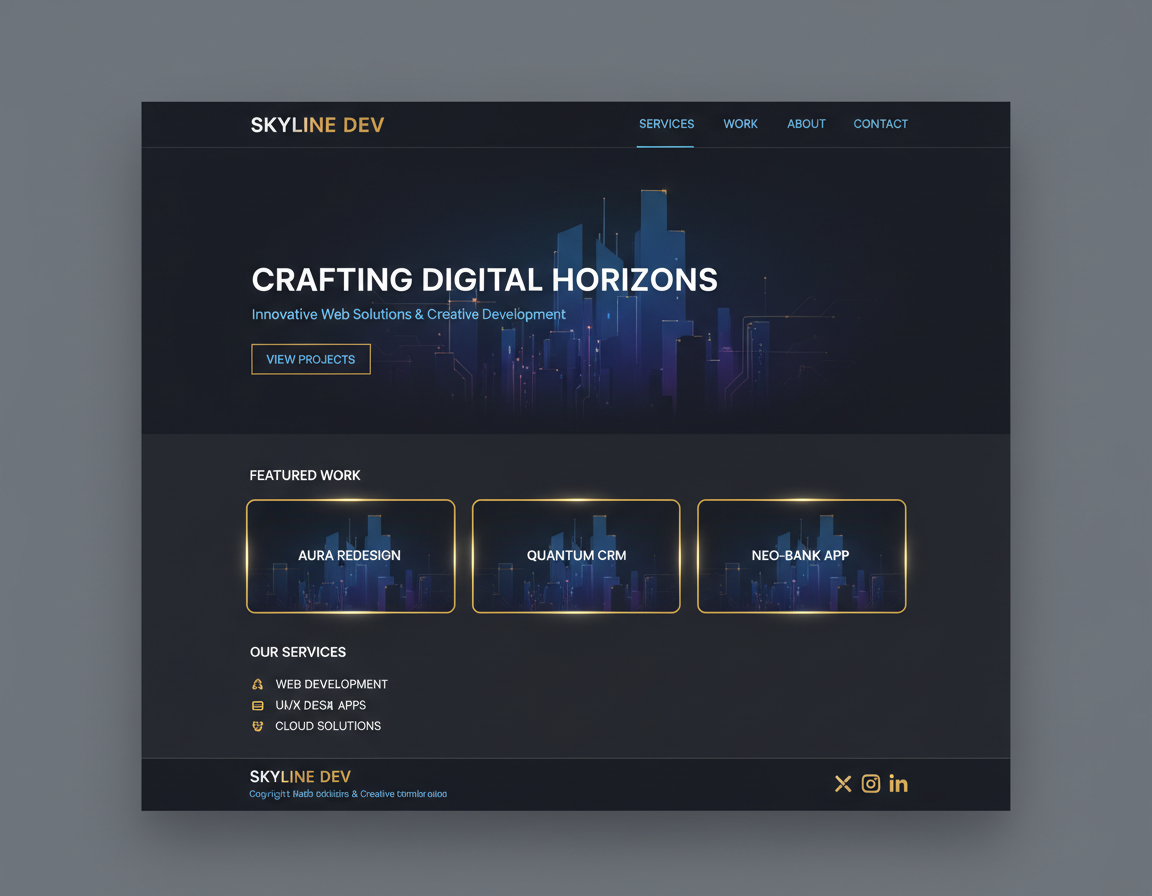 SKYLINE DEV
SERVICES WORK ABOUT CONTACT
CRAFTING DIGITAL HORIZONS
Innovative Web Solutions & Creative Development
VIEW PROJECTS
FEATURED WORK
AURA REDESIGN QUANTUM CRM NEO-BANK APP
OUR SERVICES
WEB DEVELOPMENT
APPS
CLOUD SOLUTIONS
SKYLINE DEV
& Creative
in